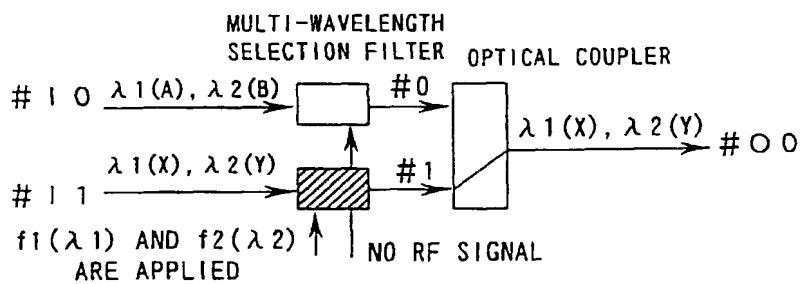 MULTI-WAVELENGTH
SELECTION FILTER
OPTICAL COUPLER
#10
λ1(A), λ2(B)
#0
λ1(X), λ2(Y)
#00
#11
λ1(X), λ2(Y)
#1
f1(λ1) AND f2(λ2)
ARE APPLIED
NO RF SIGNAL